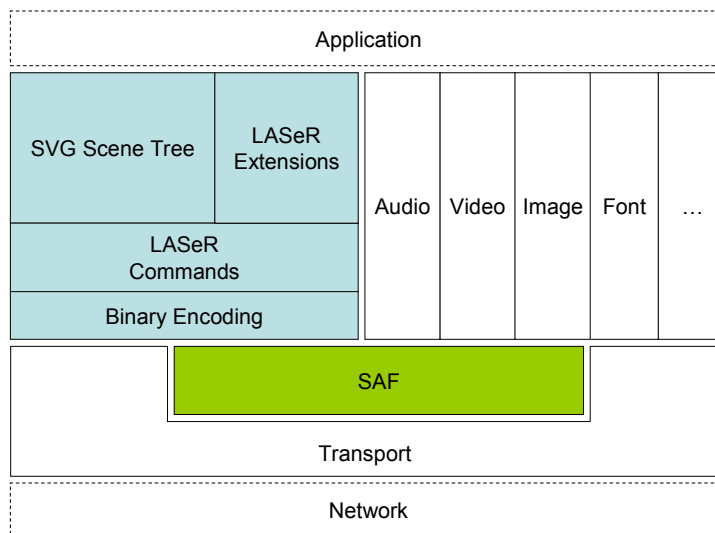 Application
SVG Scene Tree
LASeR
Extensions
Audio
Video
Image
Font
…
LASeR
Commands
Binary Encoding
SAF
Transport
Network